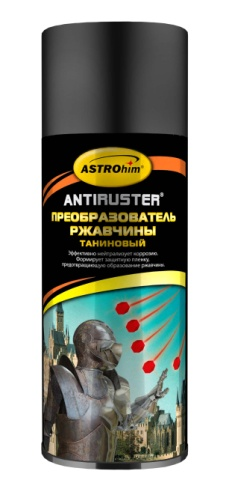 ASTROhim®
ANTIRUSTER®
ПРЕОБРАЗОВАТЕЛЬ
РЖАВЧИНЫ
ТАНИНОВЫЙ
Эффективно нейтрализует коррозию.
Формирует защитную пленку,
предотвращающую образование ржавчины.